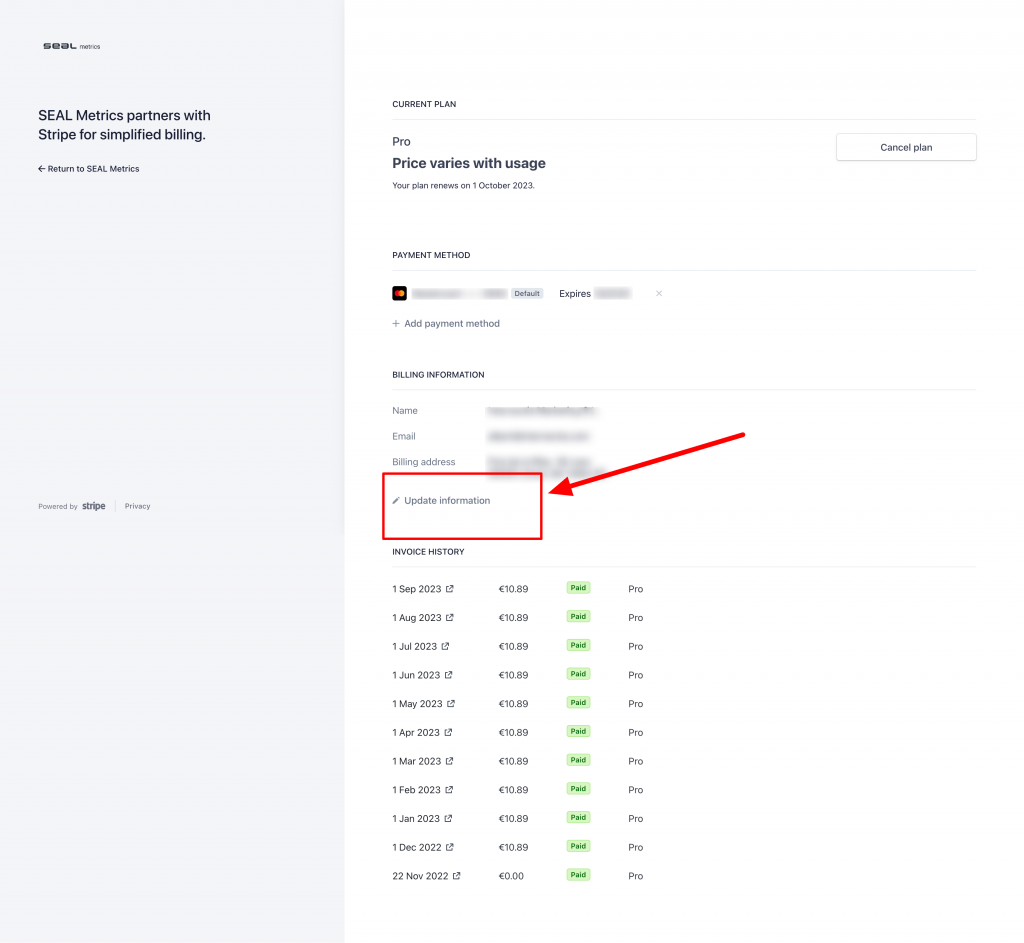 seal metrics
SEAL Metrics partners with
Stripe for simplified billing.
← Return to SEAL Metrics
Powered by stripe
Privacy
CURRENT PLAN
Pro
Price varies with usage
Your plan renews on 1 October 2023.
Cancel plan
PAYMENT METHOD
Default Expires ×
+ Add payment method
BILLING INFORMATION
Name
Email
Billing address
Update information
INVOICE HISTORY
1 Sep 2023 €10.89 Paid Pro
1 Aug 2023 €10.89 Paid Pro
1 Jul 2023 €10.89 Paid Pro
1 Jun 2023 €10.89 Paid Pro
1 May 2023 €10.89 Paid Pro
1 Apr 2023 €10.89 Paid Pro
1 Mar 2023 €10.89 Paid Pro
1 Feb 2023 €10.89 Paid Pro
1 Jan 2023 €10.89 Paid Pro
1 Dec 2022 €10.89 Paid Pro
22 Nov 2022 €0.00 Paid Pro